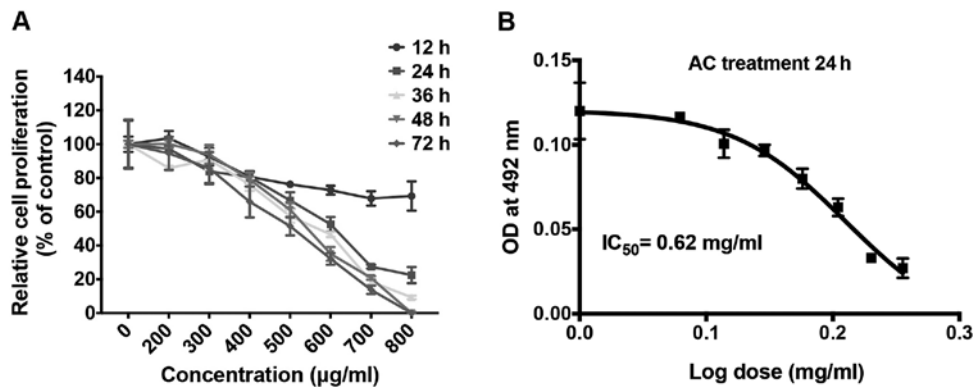 A
Relative cell proliferation
(% of control)
140
120
100
80
60
40
20
0
0
200
300
400
500
600
700
800
Concentration (µg/ml)
12 h
24 h
36 h
48 h
72 h
B
AC treatment 24 h
OD at 492 nm
0.15
0.10
0.05
0.00
IC50= 0.62 mg/ml
0.0
0.1
0.2
0.3
Log dose (mg/ml)